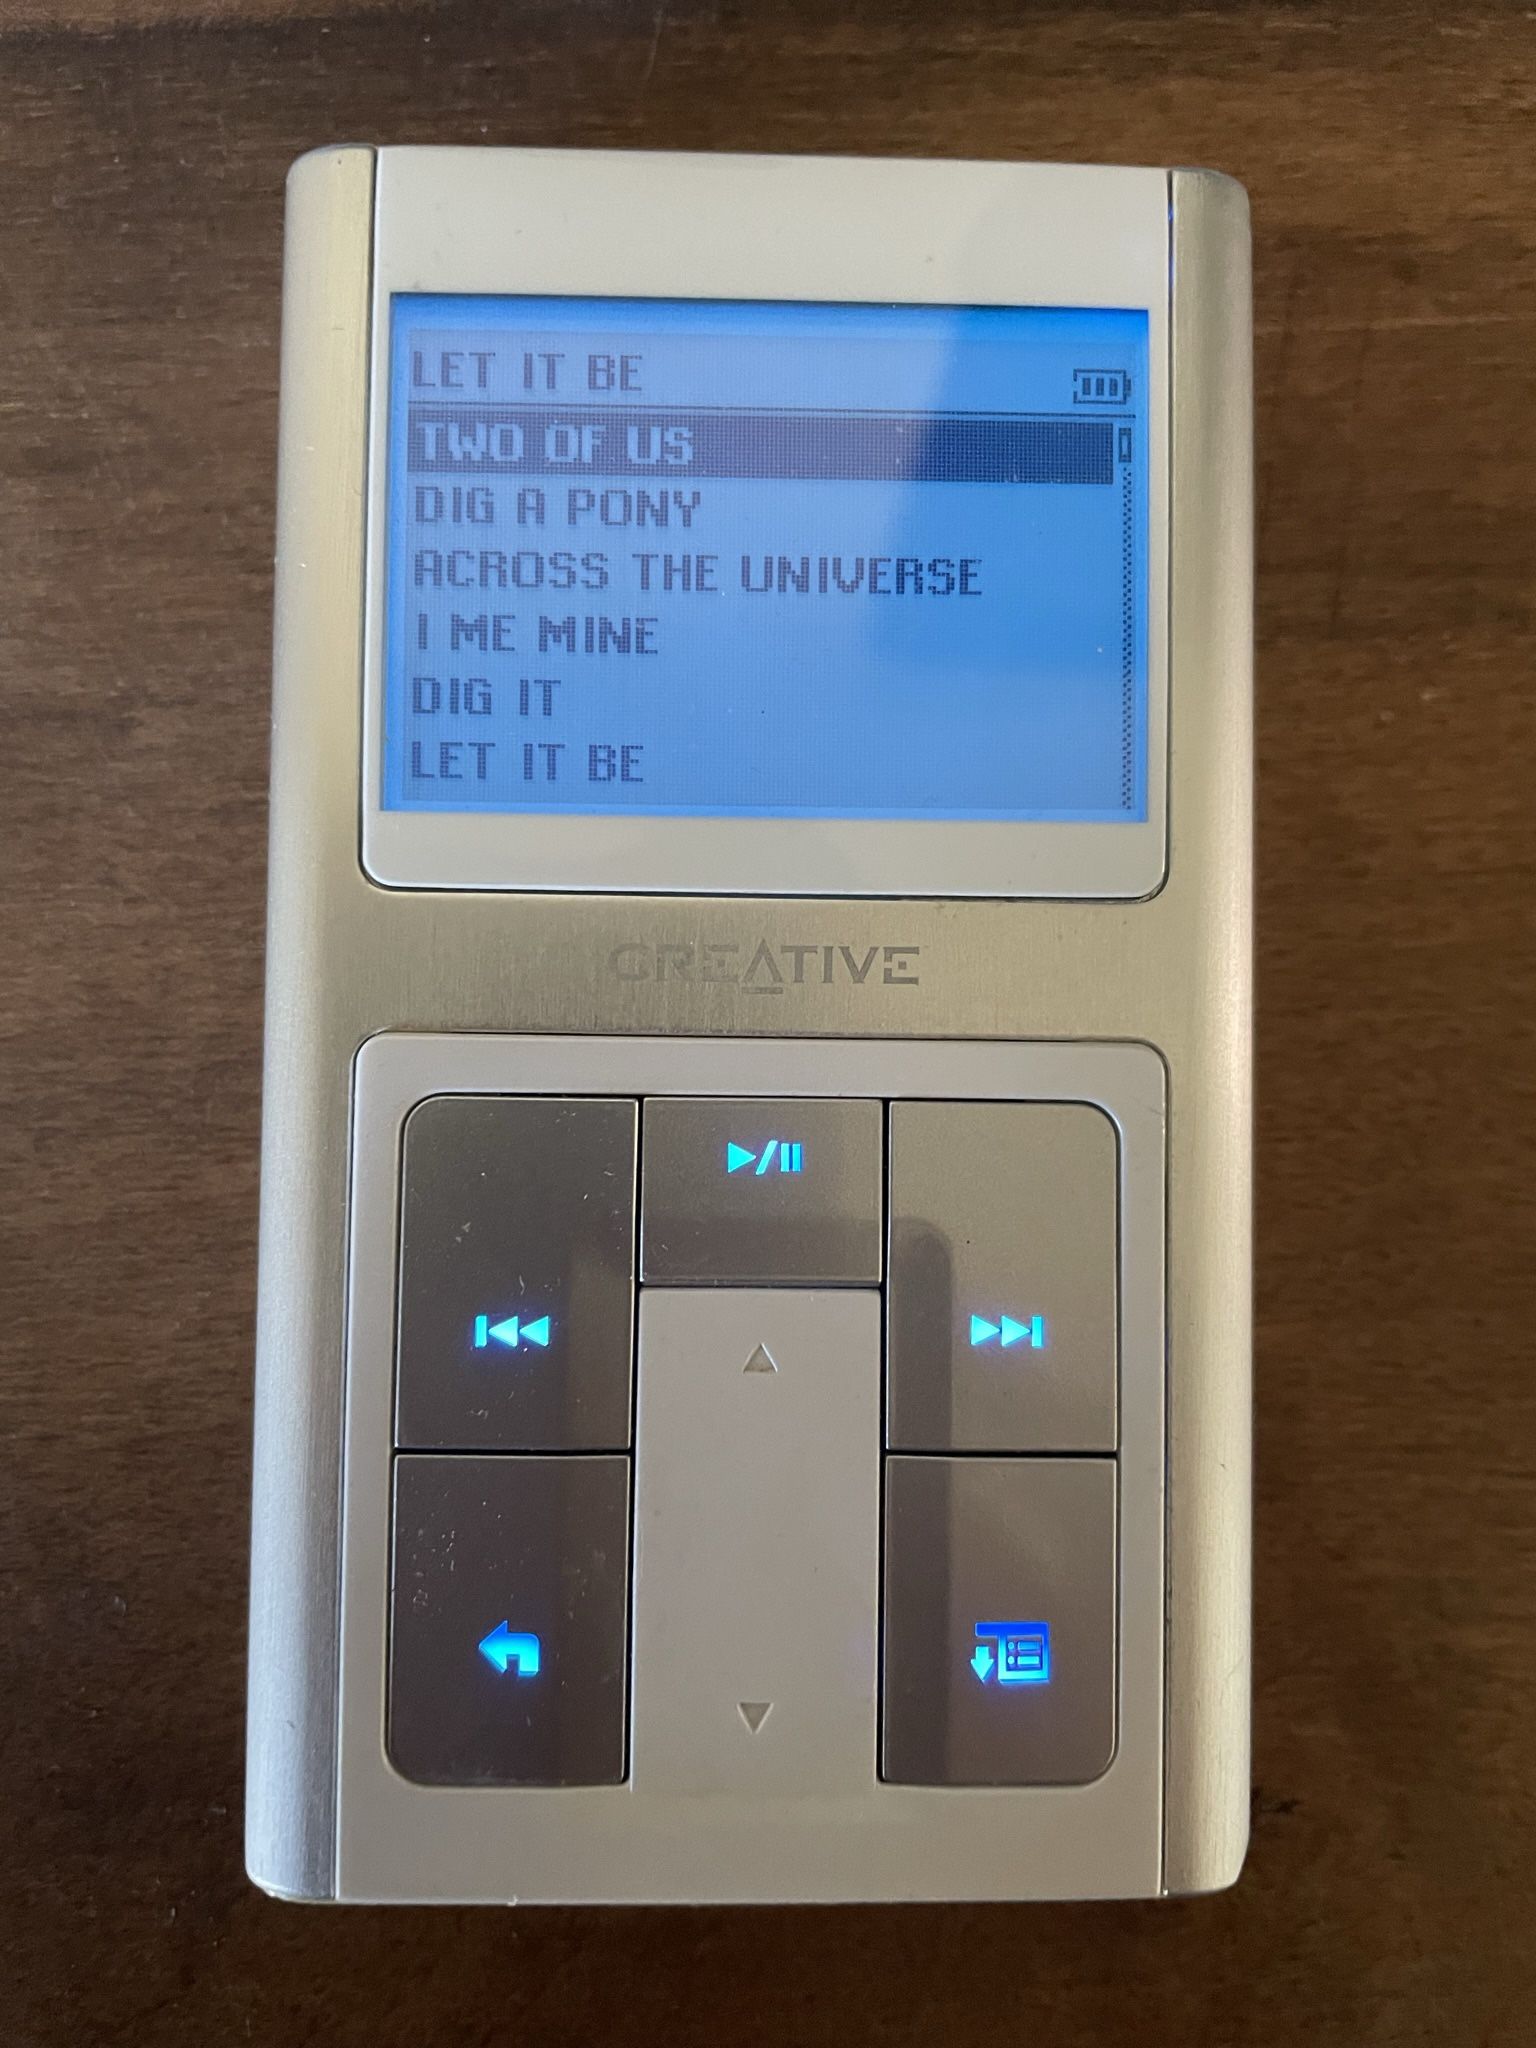 LET IT BE
TWO OF US
DIG A PONY
ACROSS THE UNIVERSE
I ME MINE
DIG IT
LET IT BE
CREATIVE